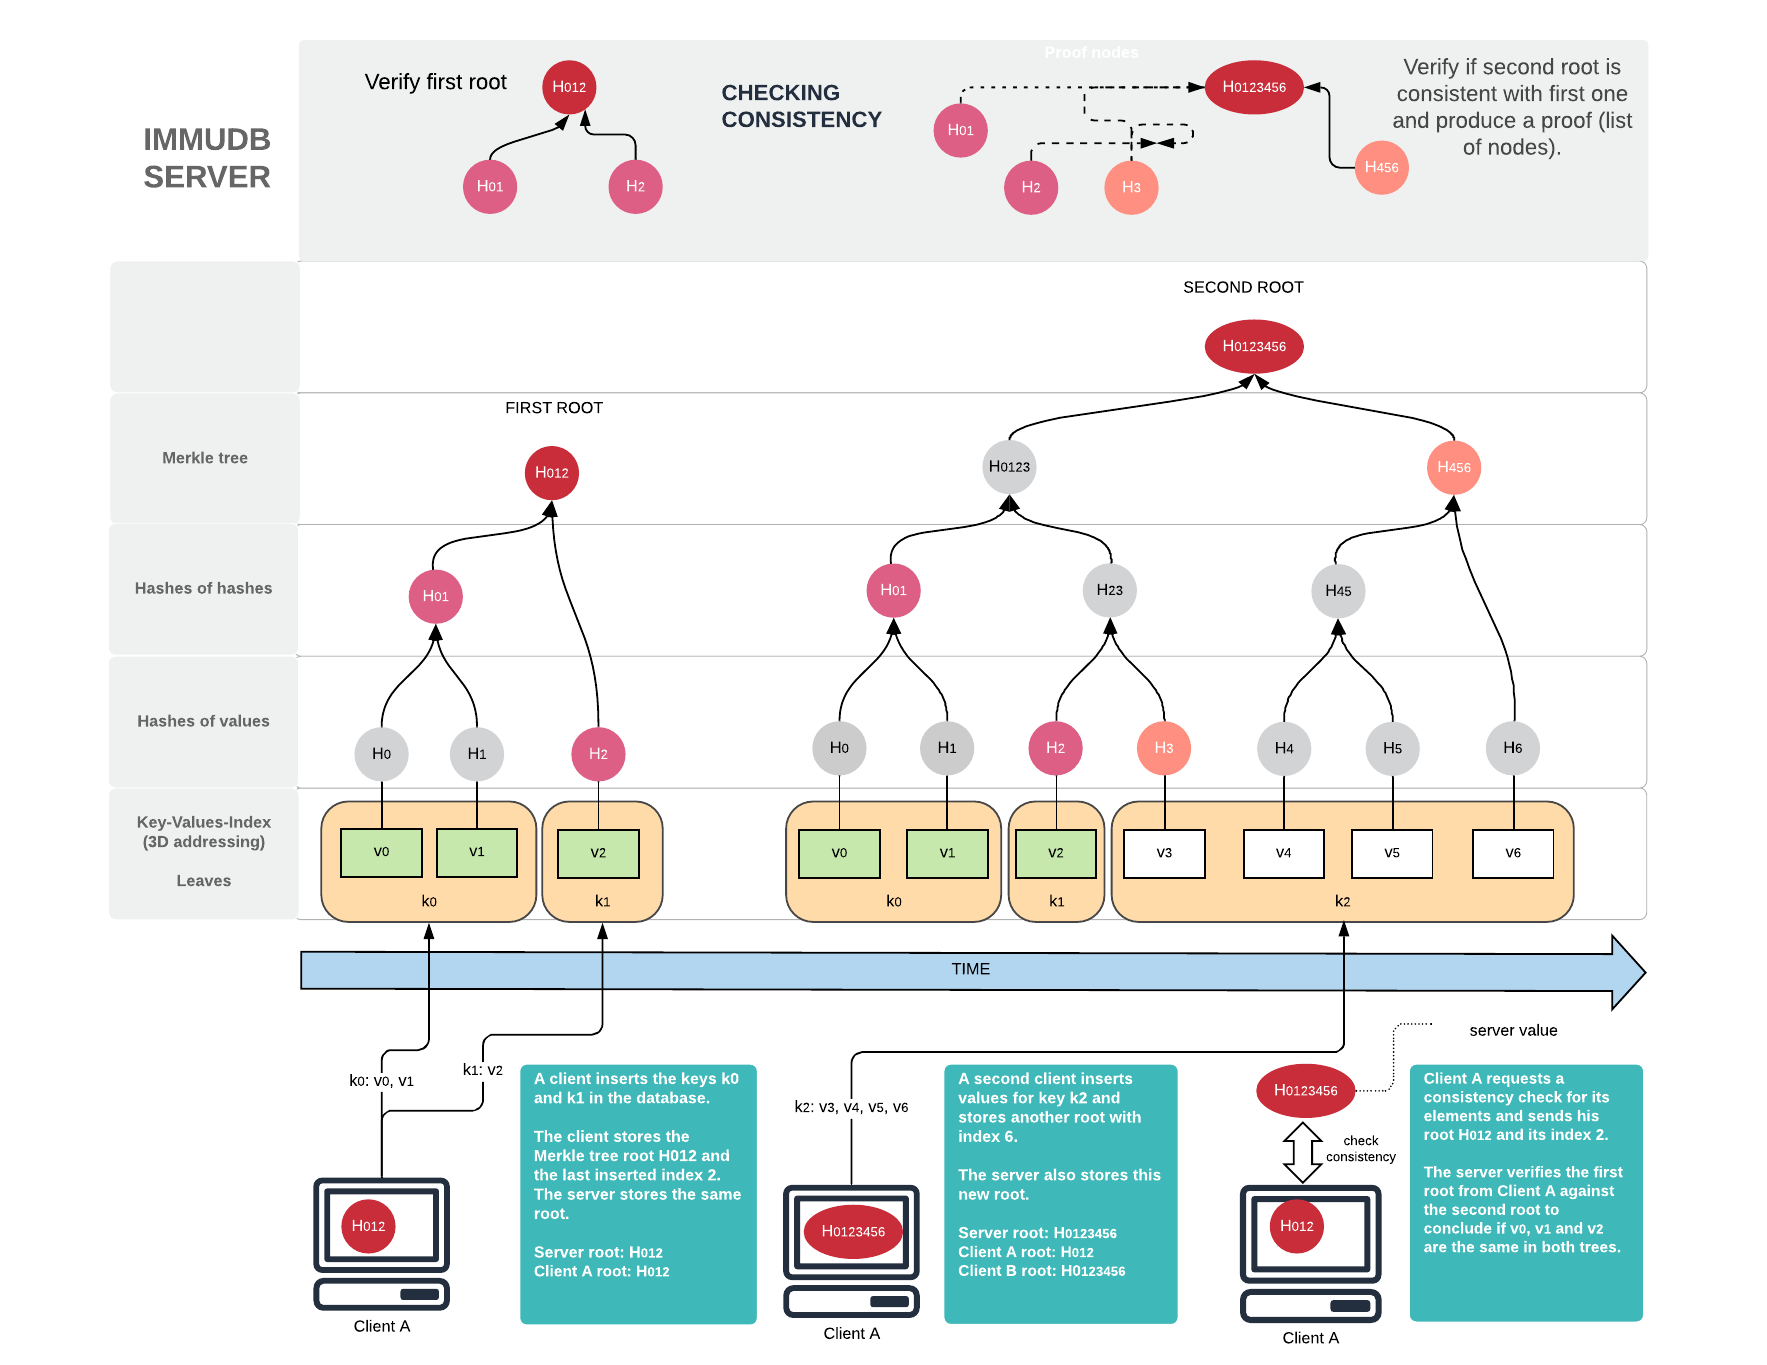 Proof nodes
Verify first root
H012
H01
H2
CHECKING
CONSISTENCY
H0123456
H01
H2
H3
H456
Verify if second root is
consistent with first one
and produce a proof (list
of nodes).
IMMUDB
SERVER
SECOND ROOT
H0123456
FIRST ROOT
Merkle tree
H012
H0123
H456
Hashes of hashes
H01
H01
H23
H45
Hashes of values
H0
H1
H2
H0
H1
H2
H3
H4
H5
H6
Key-Values-Index
(3D addressing)
Leaves
v0
v1
v2
v0
v1
v2
v3
v4
v5
v6
k0
k1
k0
k1
k2
TIME
k0: v0, v1
k1: v2
A client inserts the keys k0
and k1 in the database.
The client stores the
Merkle tree root H012 and
the last inserted index 2.
The server stores the same
root.
Server root: H012
Client A root: H012
H012
Client A
k2: v3, v4, v5, v6
H0123456
Client A
A second client inserts
values for key k2 and
stores another root with
index 6.
The server also stores this
new root.
Server root: H0123456
Client A root: H012
Client B root: H0123456
server value
H0123456
check
consistency
H012
Client A
Client A requests a
consistency check for its
elements and sends his
root H012 and its index 2.
The server verifies the first
root from Client A against
the second root to
conclude if v0, v1 and v2
are the same in both trees.